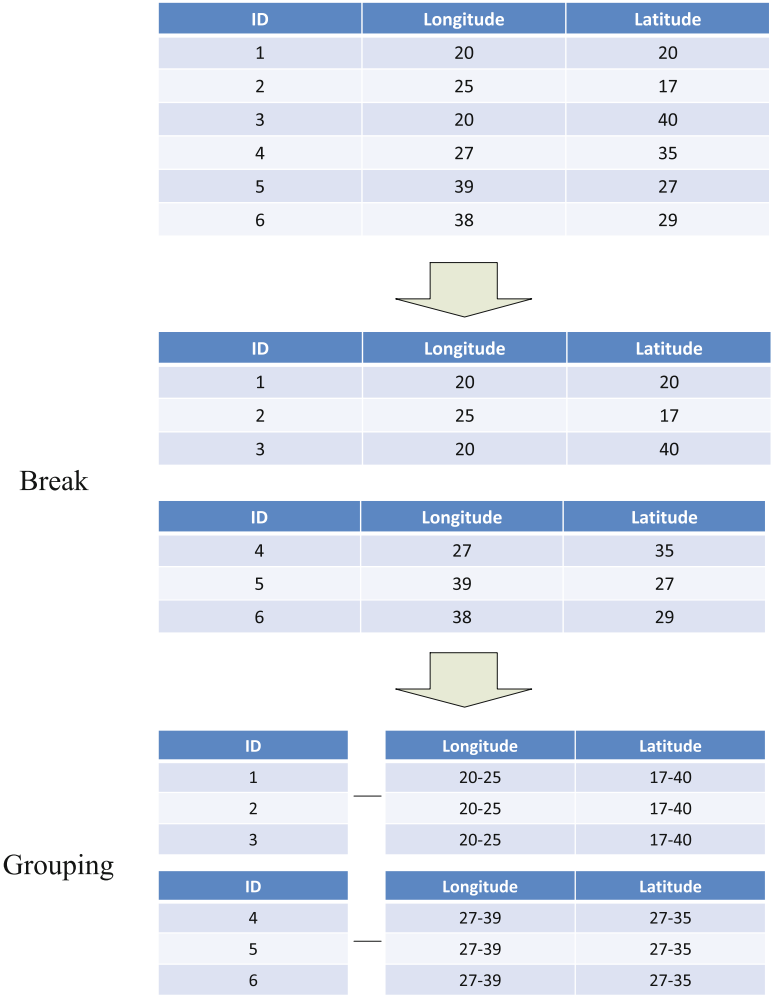 ID Longitude Latitude
1 20 20
2 25 17
3 20 40
4 27 35
5 39 27
6 38 29
ID Longitude Latitude
1 20 20
2 25 17
3 20 40
Break
ID Longitude Latitude
4 27 35
5 39 27
6 38 29
ID Longitude Latitude
1 20-25 17-40
2 20-25 17-40
3 20-25 17-40
Grouping
ID Longitude Latitude
4 27-39 27-35
5 27-39 27-35
6 27-39 27-35